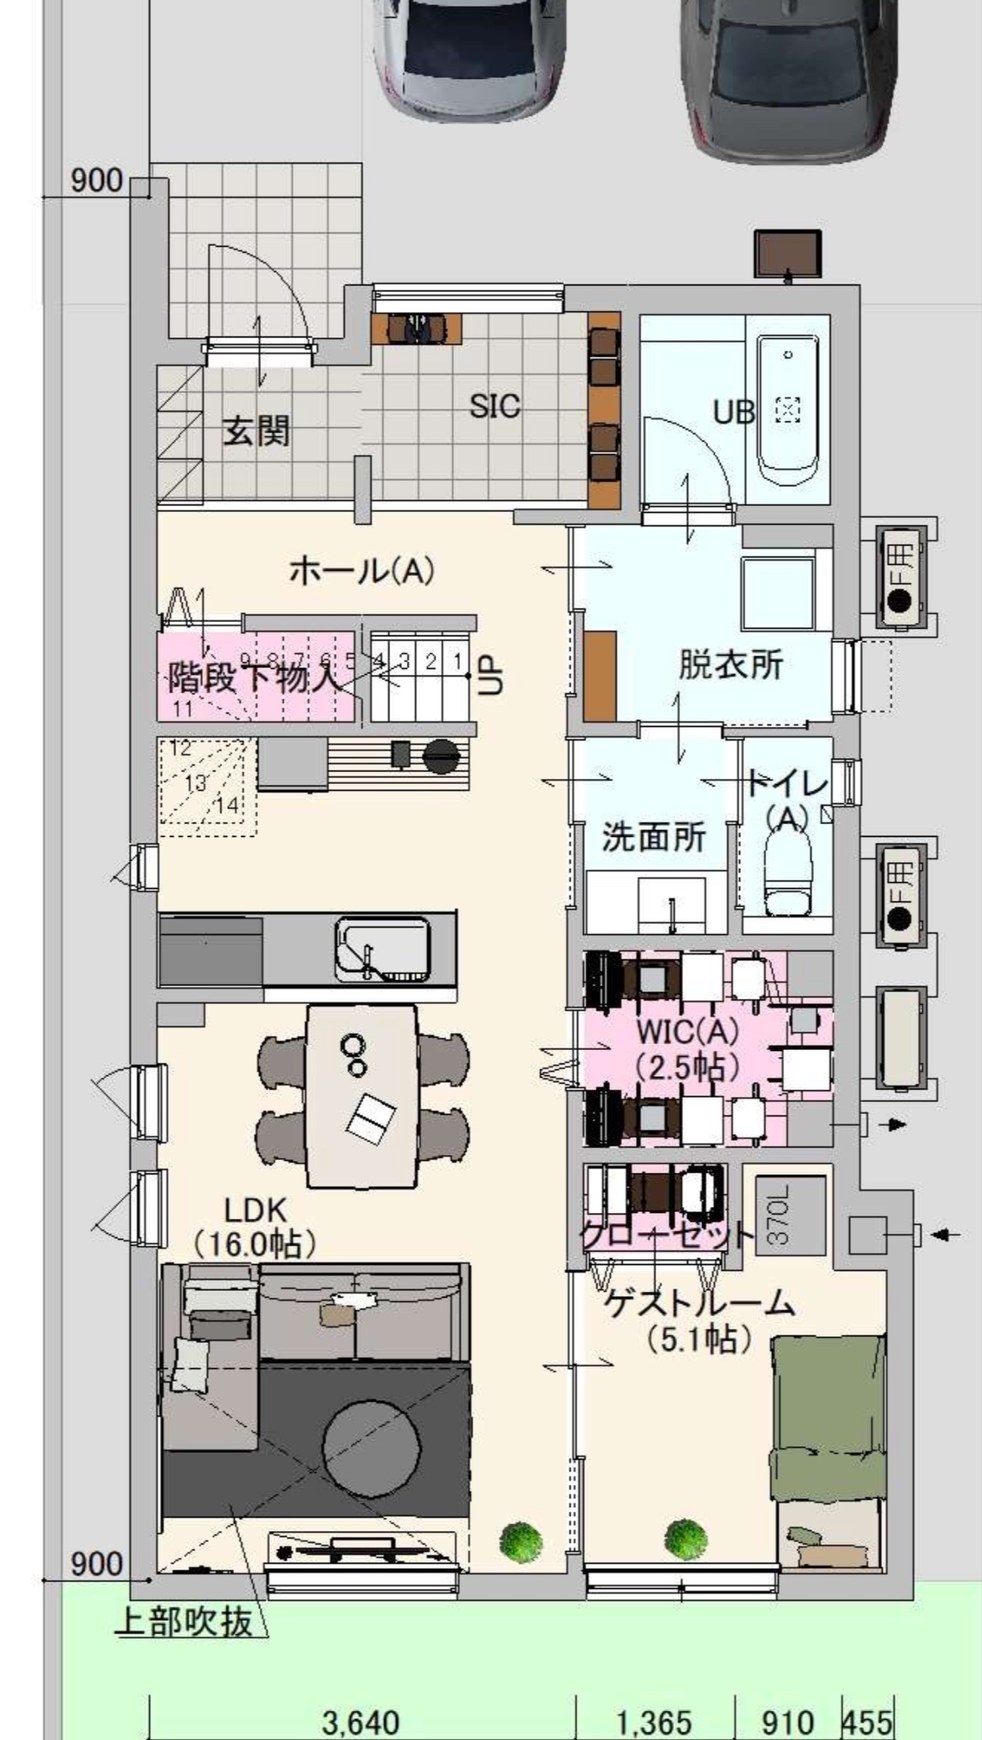 900
SIC
UB
玄関
ホール(A)
F用
階段下物入
9 8 7 6 5 4 3 2 1
UP
脱衣所
11
12
13
14
トイレ
(A)
洗面所
F用
WIC(A)
(2.5帖)
LDK
(16.0帖)
クローゼット
370L
ゲストルーム
(5.1帖)
900
上部吹抜
3,640
1,365
910
455